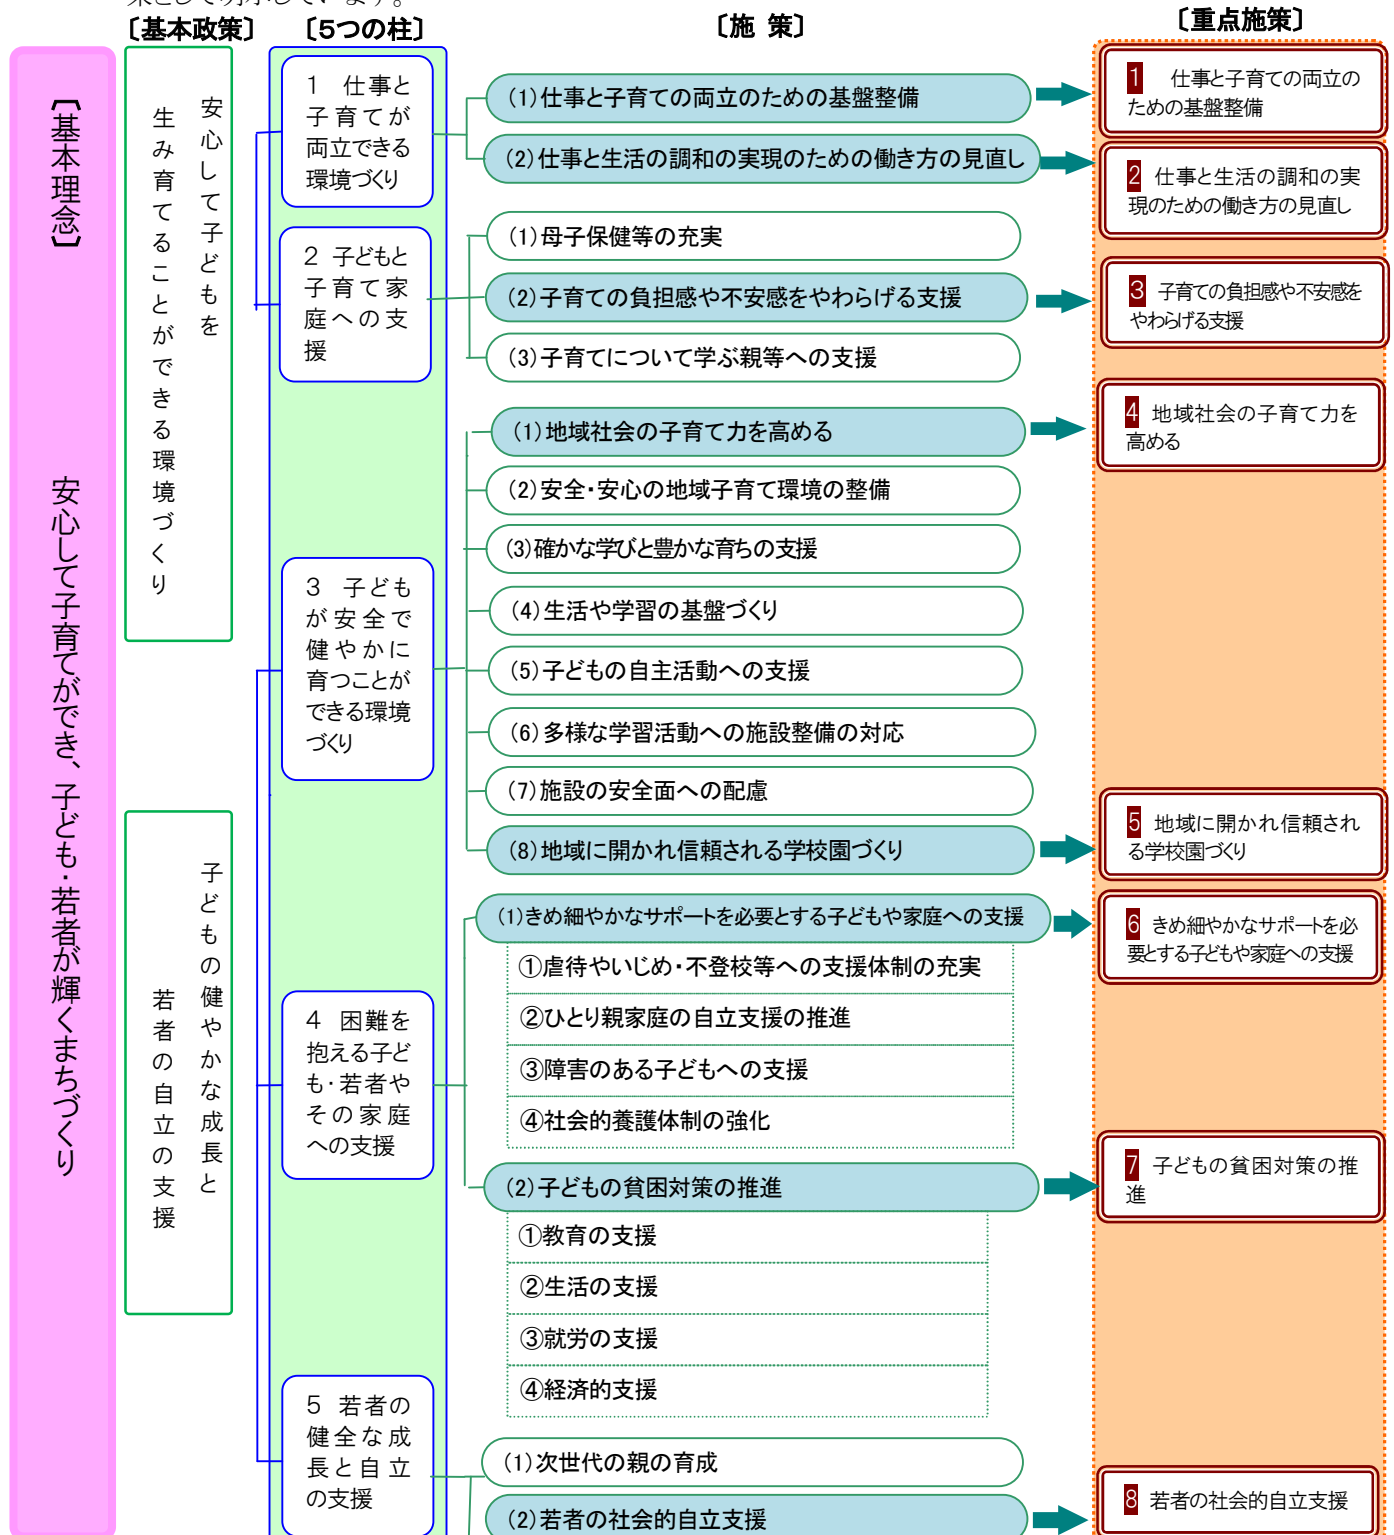 〔基本政策〕
〔5つの柱〕
〔施 策〕
〔重点施策〕
【基本理念】
安心して子育てができ、子ども・若者が輝くまちづくり
安心して子どもを
生み育てることができる環境づくり
子どもの健やかな成長と
若者の自立の支援
1 仕事と
子育てが
両立できる
環境づくり
(1)仕事と子育ての両立のための基盤整備
(2)仕事と生活の調和の実現のための働き方の見直し
1 仕事と子育ての両立の
ための基盤整備
2 仕事と生活の調和の実
現のための働き方の見直し
2 子どもと
子育て家
庭への支
援
(1)母子保健等の充実
(2)子育ての負担感や不安感をやわらげる支援
(3)子育てについて学ぶ親等への支援
3 子育ての負担感や不安感を
やわらげる支援
3 子ども
が安全で
健やかに
育つことが
できる環境
づくり
(1)地域社会の子育て力を高める
(2)安全・安心の地域子育て環境の整備
(3)確かな学びと豊かな育ちの支援
(4)生活や学習の基盤づくり
(5)子どもの自主活動への支援
(6)多様な学習活動への施設整備の対応
(7)施設の安全面への配慮
(8)地域に開かれ信頼される学校園づくり
4 地域社会の子育て力を
高める
5 地域に開かれ信頼され
る学校園づくり
4 困難を
抱える子ど
も・若者や
その家庭
への支援
(1)きめ細やかなサポートを必要とする子どもや家庭への支援
①虐待やいじめ・不登校等への支援体制の充実
②ひとり親家庭の自立支援の推進
③障害のある子どもへの支援
④社会的養護体制の強化
(2)子どもの貧困対策の推進
①教育の支援
②生活の支援
③就労の支援
④経済的支援
6 きめ細やかなサポートを必
要とする子どもや家庭への支援
7 子どもの貧困対策の推
進
5 若者の
健全な成
長と自立
の支援
(1)次世代の親の育成
(2)若者の社会的自立支援
8 若者の社会的自立支援